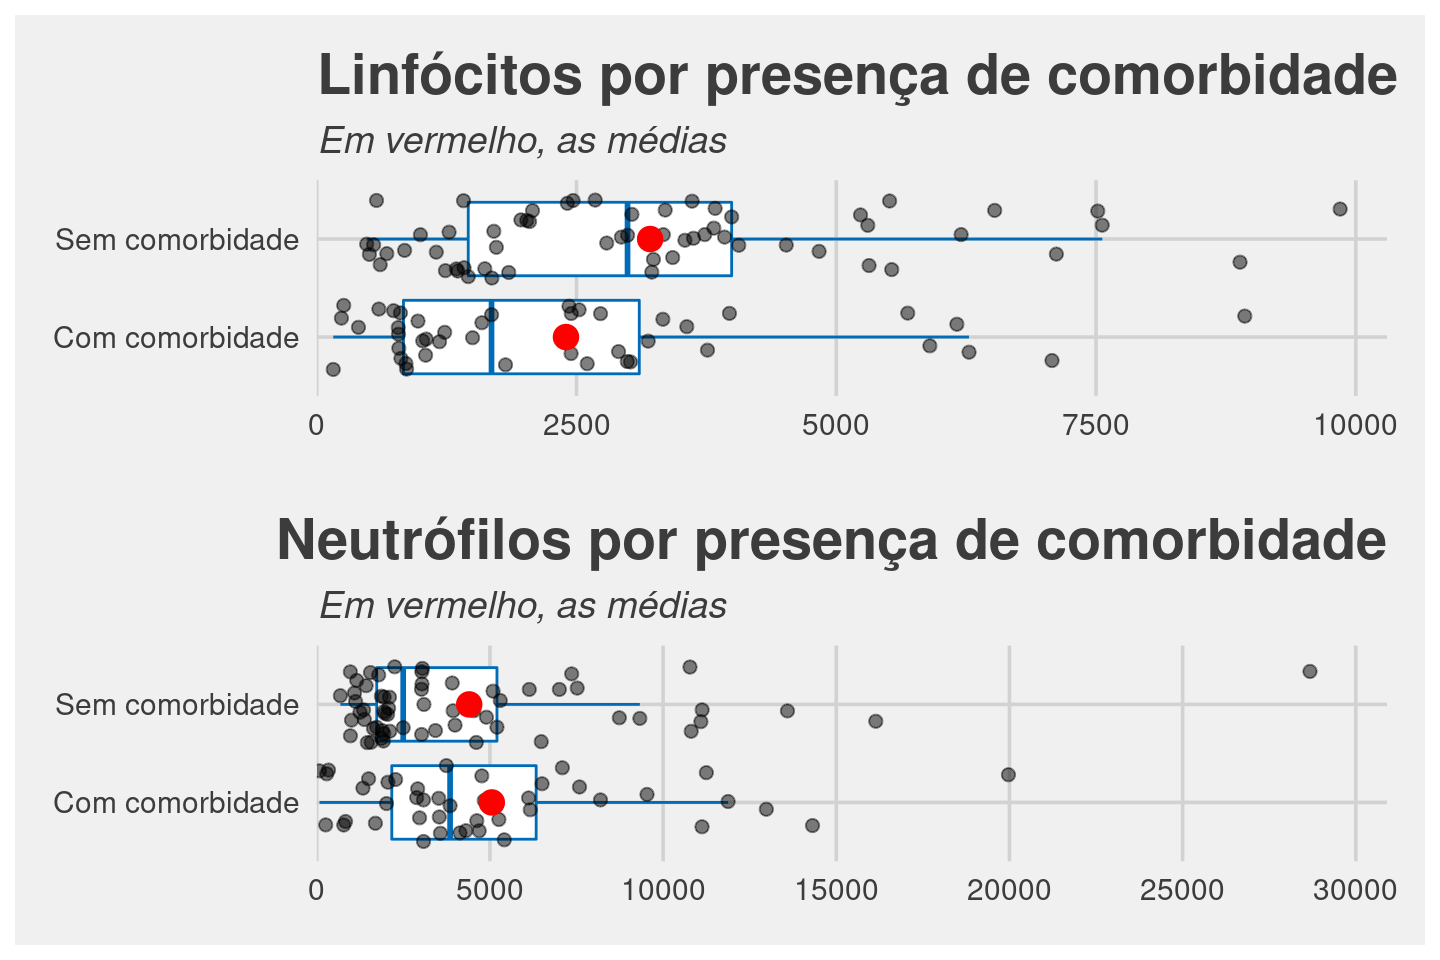 Linfócitos por presença de comorbidade
Em vermelho, as médias
Sem comorbidade
Com comorbidade
0 2500 5000 7500 10000
Neutrófilos por presença de comorbidade
Em vermelho, as médias
Sem comorbidade
Com comorbidade
0 5000 10000 15000 20000 25000 30000